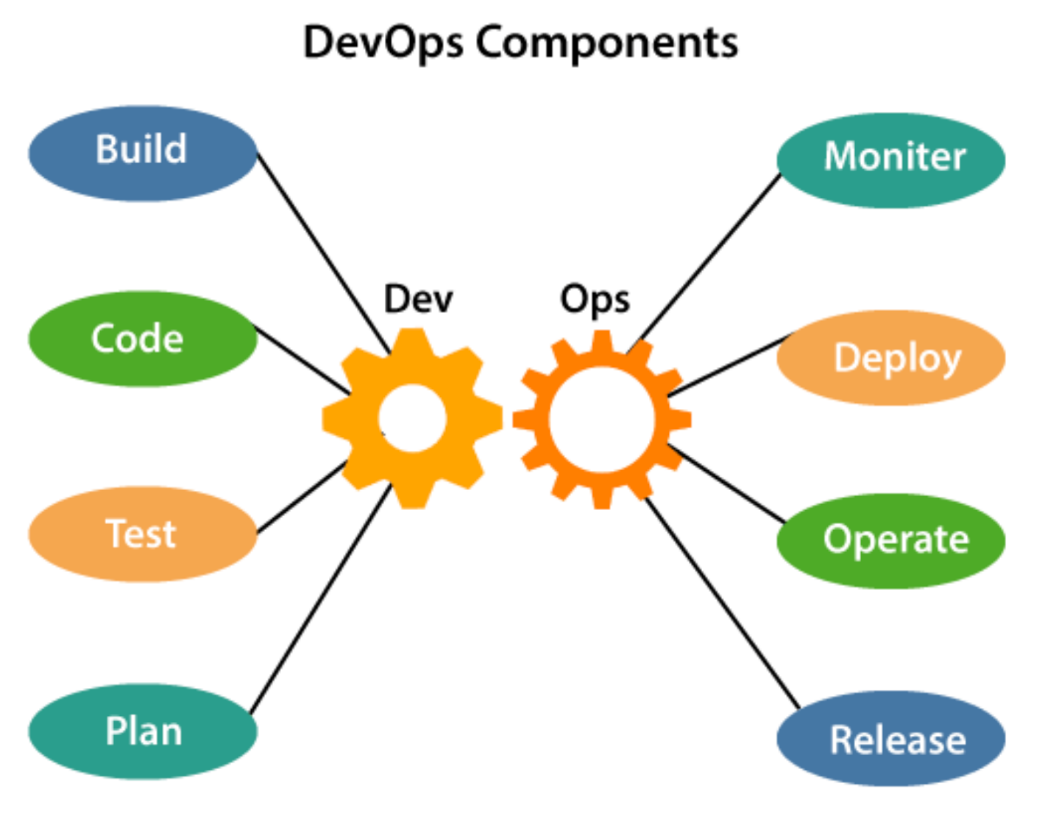 DevOps Components
Build
Moniter
Dev
Ops
Code
Deploy
Test
Operate
Plan
Release